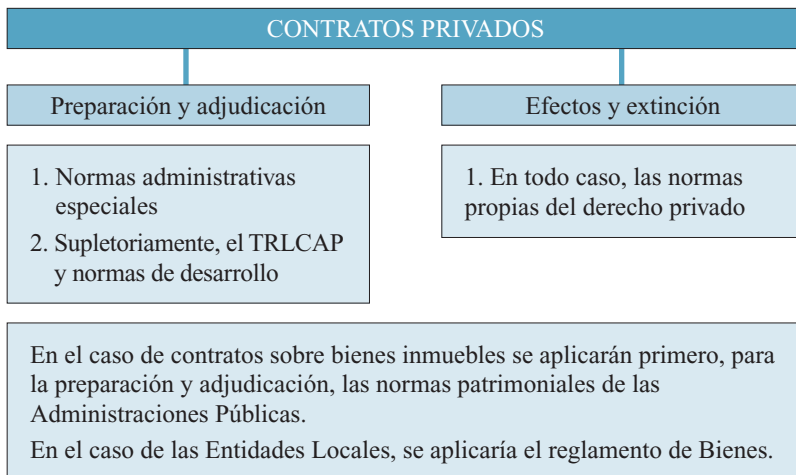 CONTRATOS PRIVADOS
Preparación y adjudicación
1. Normas administrativas
especiales
2. Supletoriamente, el TRLCAP
y normas de desarrollo
Efectos y extinción
1. En todo caso, las normas
propias del derecho privado
En el caso de contratos sobre bienes inmuebles se aplicarán primero, para
la preparación y adjudicación, las normas patrimoniales de las
Administraciones Públicas.
En el caso de las Entidades Locales, se aplicaría el reglamento de Bienes.